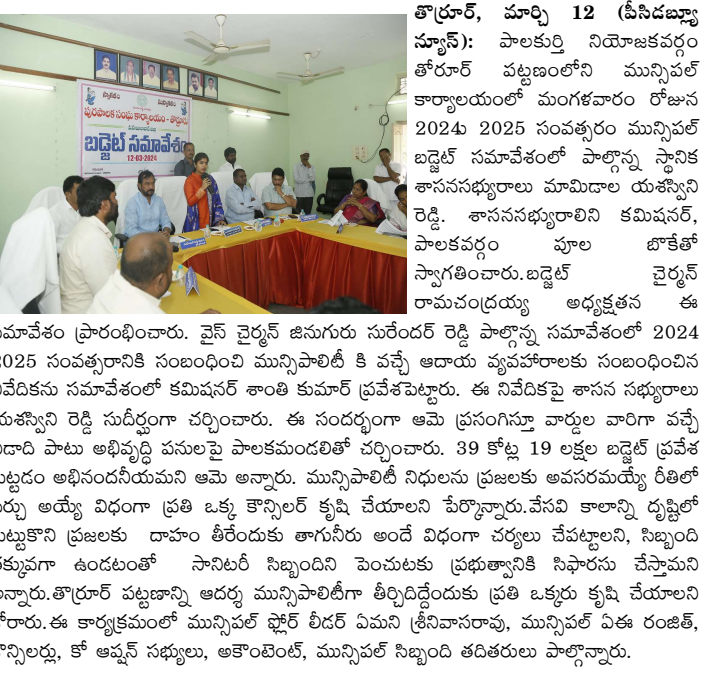 స్వాగతం సుస్వాగతం
పురపాలక సంఘ కార్యాలయం - తొర్రూరు
బడ్జెట్ సమావేశం
12-03-2024
తొర్రూర్, మార్చి 12 (పీసిడబ్ల్యూ
న్యూస్): పాలకుర్తి నియోజకవర్గం
తోరూర్ పట్టణంలోని మున్సిపల్
కార్యాలయంలో మంగళవారం రోజున
2024 2025 సంవత్సరం మున్సిపల్
బడ్జెట్ సమావేశంలో పాల్గొన్న స్థానిక
శాసనసభ్యురాలు మామిడాల యశస్విని
రెడ్డి. శాసనసభ్యురాలిని కమిషనర్,
పాలకవర్గం పూల బొకేతో
స్వాగతించారు.బడ్జెట్ చైర్మన్
రామచంద్రయ్య అధ్యక్షతన ఈ
మావేశం ప్రారంభించారు. వైస్ చైర్మన్ జినుగురు సురేందర్ రెడ్డి పాల్గొన్న సమావేశంలో 2024
2025 సంవత్సరానికి సంబంధించి మున్సిపాలిటీ కి వచ్చే ఆదాయ వ్యవహారాలకు సంబంధించిన
నివేదికను సమావేశంలో కమిషనర్ శాంతి కుమార్ ప్రవేశపెట్టారు. ఈ నివేదికపై శాసన సభ్యురాలు
యశస్విని రెడ్డి సుదీర్ఘంగా చర్చించారు. ఈ సందర్భంగా ఆమె ప్రసంగిస్తూ వార్డుల వారిగా వచ్చే
డాది పాటు అభివృద్ధి పనులపై పాలకమండలితో చర్చించారు. 39 కోట్ల 19 లక్షల బడ్జెట్ ప్రవేశ
ట్టడం అభినందనీయమని ఆమె అన్నారు. మున్సిపాలిటీ నిధులను ప్రజలకు అవసరమయ్యే రీతిలో
ర్చు అయ్యే విధంగా ప్రతి ఒక్క కౌన్సిలర్ కృషి చేయాలని పేర్కొన్నారు.వేసవి కాలాన్ని దృష్టిలో
ట్టుకొని ప్రజలకు దాహం తీరేందుకు తాగునీరు అందే విధంగా చర్యలు చేపట్టాలని, సిబ్బంది
క్కువగా ఉండటంతో సానిటరీ సిబ్బందిని పెంచుటకు ప్రభుత్వానికి సిఫారసు చేస్తామని
న్నారు.తొర్రూర్ పట్టణాన్ని ఆదర్శ మున్సిపాలిటీగా తీర్చిదిద్దేందుకు ప్రతి ఒక్కరు కృషి చేయాలని
కోరారు.ఈ కార్యక్రమంలో మున్సిపల్ ఫ్లోర్ లీడర్ ఏమని శ్రీనివాసరావు, మున్సిపల్ ఏఈ రంజిత్,
న్సిలర్లు, కో ఆప్షన్ సభ్యులు, అకౌంటెంట్, మున్సిపల్ సిబ్బంది తదితరులు పాల్గొన్నారు.